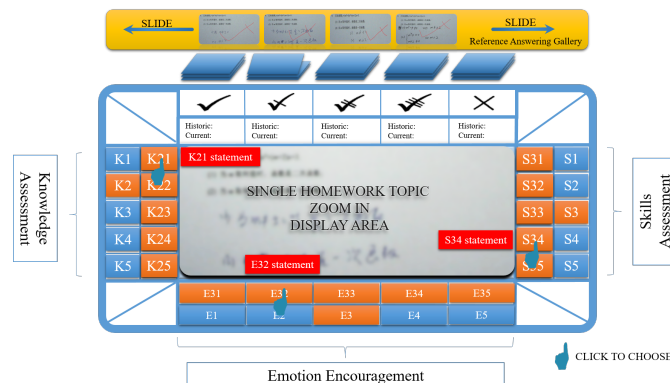 SLIDE
SLIDE
Reference Answering Gallery
Historic:
Current:
Historic:
Current:
Historic:
Current:
Historic:
Current:
Historic:
Current:
K1 K21
K2 K22
K3 K23
K4 K24
K5 K25
K21 statement
SINGLE HOMEWORK TOPIC
ZOOM IN
DISPLAY AREA
S34 statement
E32 statement
S31 S1
S32 S2
S33 S3
S34 S4
S35 S5
E31 E32 E33 E34 E35
E1 E2 E3 E4 E5
Knowledge
Assessment
Skills
Assessment
Emotion Encouragement
CLICK TO CHOOSE